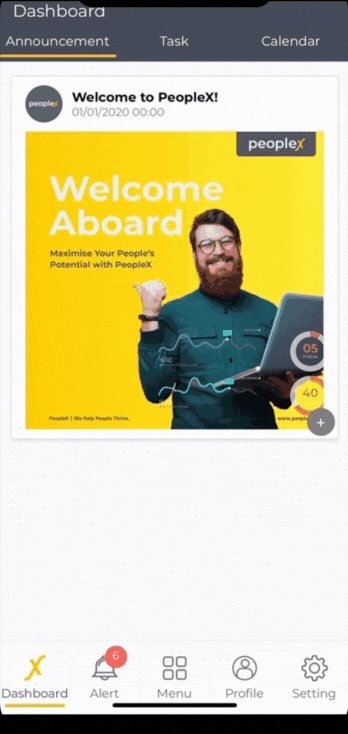 Dashboard
Announcement Task Calendar
peoplex
Welcome to PeopleX!
01/01/2020 00:00
peoplex
Welcome
Aboard
Maximise Your People's
Potential with PeopleX
05
40
PeopleX | We Help People Thrive.
+
6
Dashboard Alert Menu Profile Setting